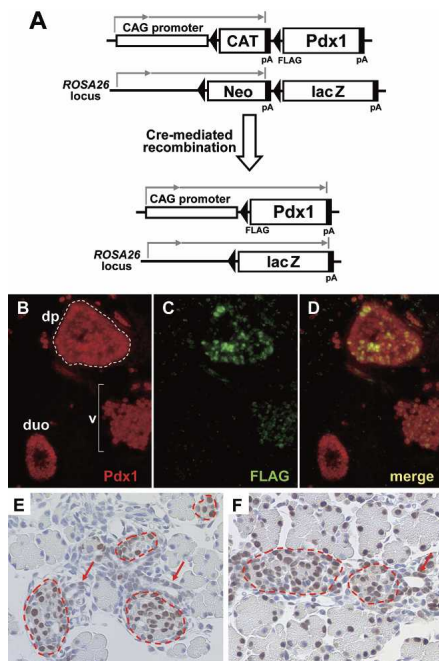 A
CAG promoter CAT Pdx1
pA FLAG pA
ROSA26 locus Neo lacZ
pA pA
Cre-mediated
recombination
CAG promoter Pdx1
FLAG pA
ROSA26 locus lacZ
pA
B C D
dp
v
duo
Pdx1 FLAG merge
E F